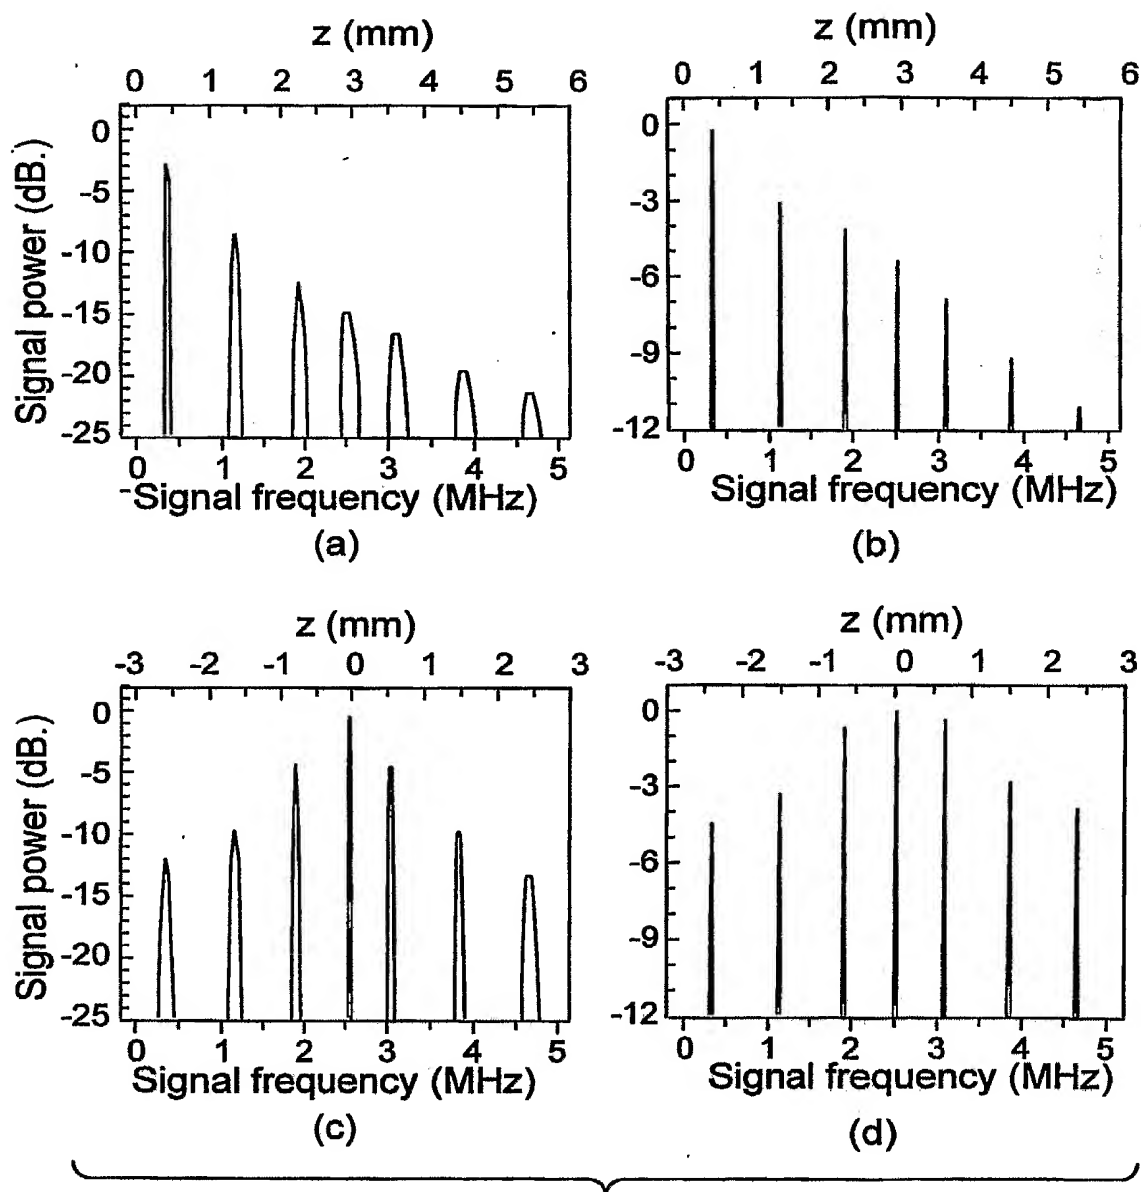 z (mm)
0 1 2 3 4 5 6
Signal power (dB.)
0
-5
-10
-15
-20
-25
0 1 2 3 4 5
Signal frequency (MHz)
(a)
z (mm)
0 1 2 3 4 5 6
0
-3
-6
-9
-12
0 1 2 3 4 5
Signal frequency (MHz)
(b)
z (mm)
-3 -2 -1 0 1 2 3
Signal power (dB.)
0
-5
-10
-15
-20
-25
0 1 2 3 4 5
Signal frequency (MHz)
(c)
z (mm)
-3 -2 -1 0 1 2 3
0
-3
-6
-9
-12
0 1 2 3 4 5
Signal frequency (MHz)
(d)